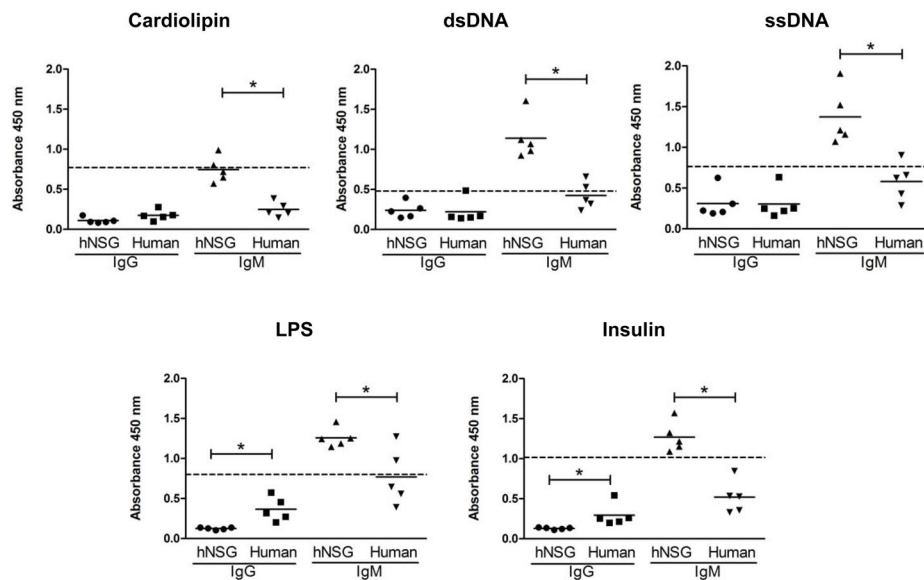 Cardiolipin
Absorbance 450 nm
2.0
1.5
1.0
0.5
0.0
*
hNSG Human hNSG Human
IgG IgM
dsDNA
Absorbance 450 nm
2.0
1.5
1.0
0.5
0.0
*
hNSG Human hNSG Human
IgG IgM
ssDNA
Absorbance 450 nm
2.0
1.5
1.0
0.5
0.0
*
hNSG Human hNSG Human
IgG IgM
LPS
Absorbance 450 nm
2.0
1.5
1.0
0.5
0.0
* *
hNSG Human hNSG Human
IgG IgM
Insulin
Absorbance 450 nm
2.0
1.5
1.0
0.5
0.0
* *
hNSG Human hNSG Human
IgG IgM